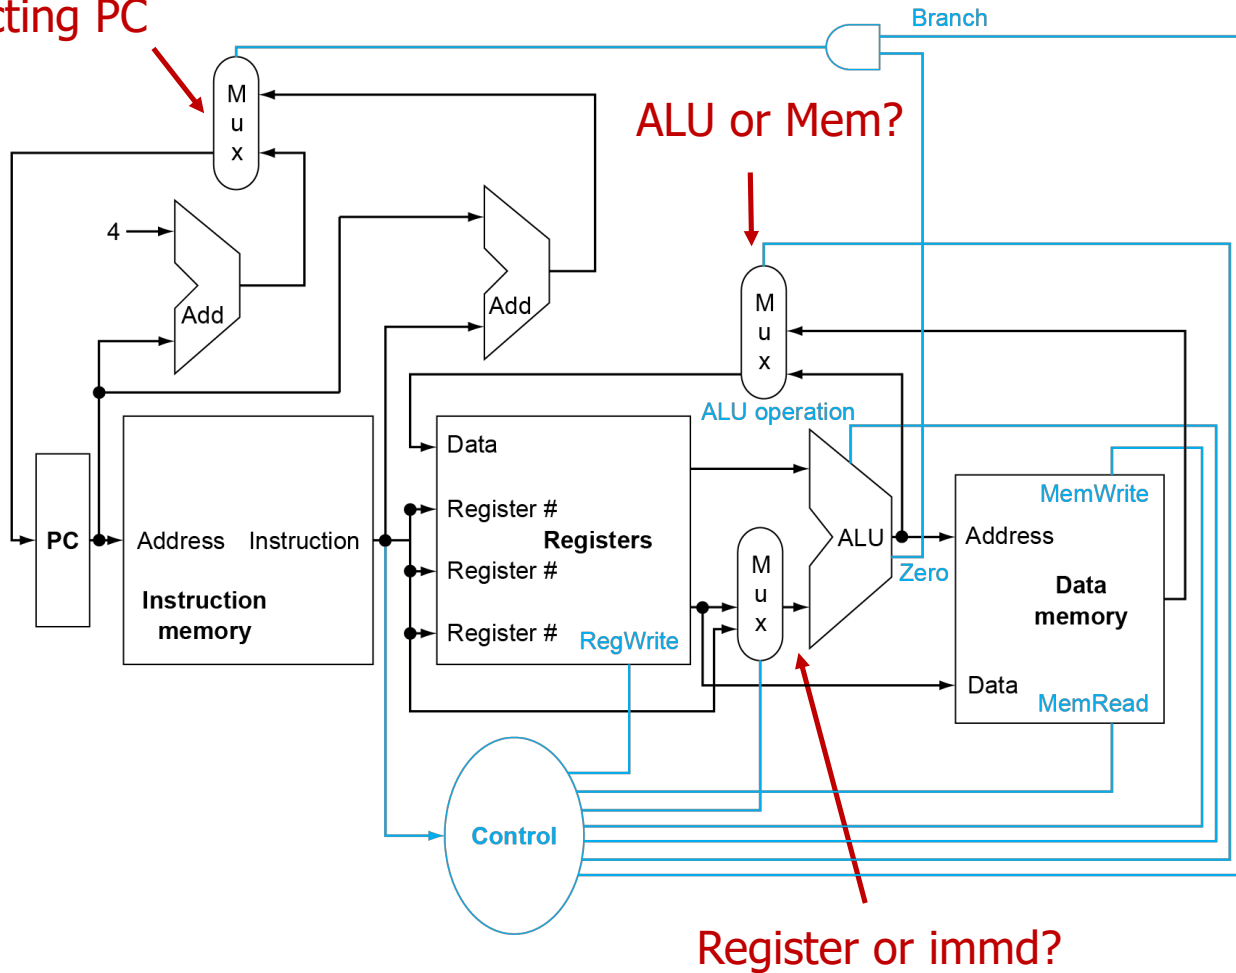 cting PC
Branch
M
u
x
ALU or Mem?
4
Add
Add
M
u
x
ALU operation
Data
Register #
Registers
Register #
Register #
RegWrite
PC
Address
Instruction
Instruction
memory
M
u
x
ALU
Zero
MemWrite
Address
Data
memory
Data
MemRead
Control
Register or immd?